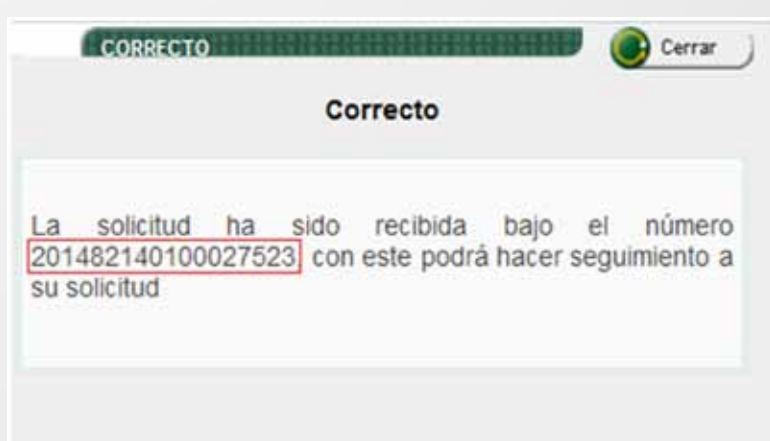 CORRECTO
Cerrar
Correcto
La solicitud ha sido recibida bajo el número
201482140100027523, con este podrá hacer seguimiento a
su solicitud